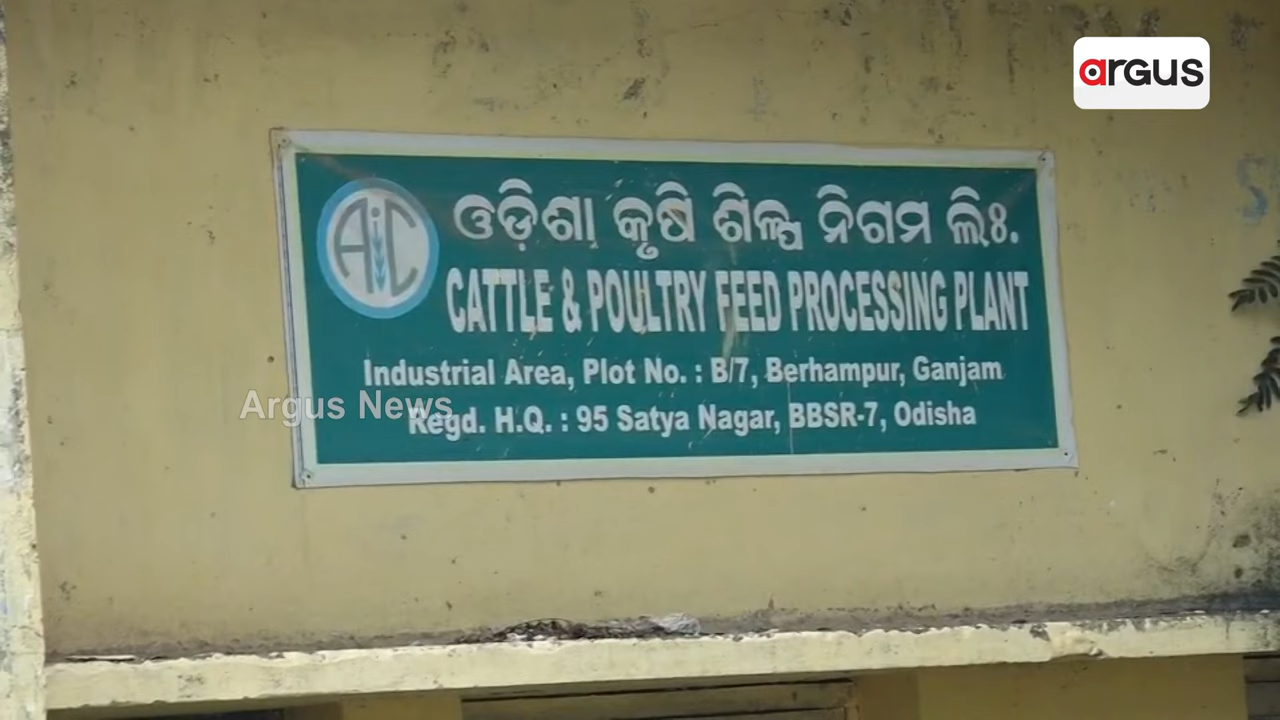 argus
AiC
ଓଡ଼ିଶା କୃଷି ଶିଳ୍ପ ନିଗମ ଲିଃ.
CATTLE & POULTRY FEED PROCESSING PLANT
Industrial Area, Plot No. : B/7, Berhampur, Ganjam
Argus News
Regd. H.Q. : 95 Satya Nagar, BBSR-7, Odisha